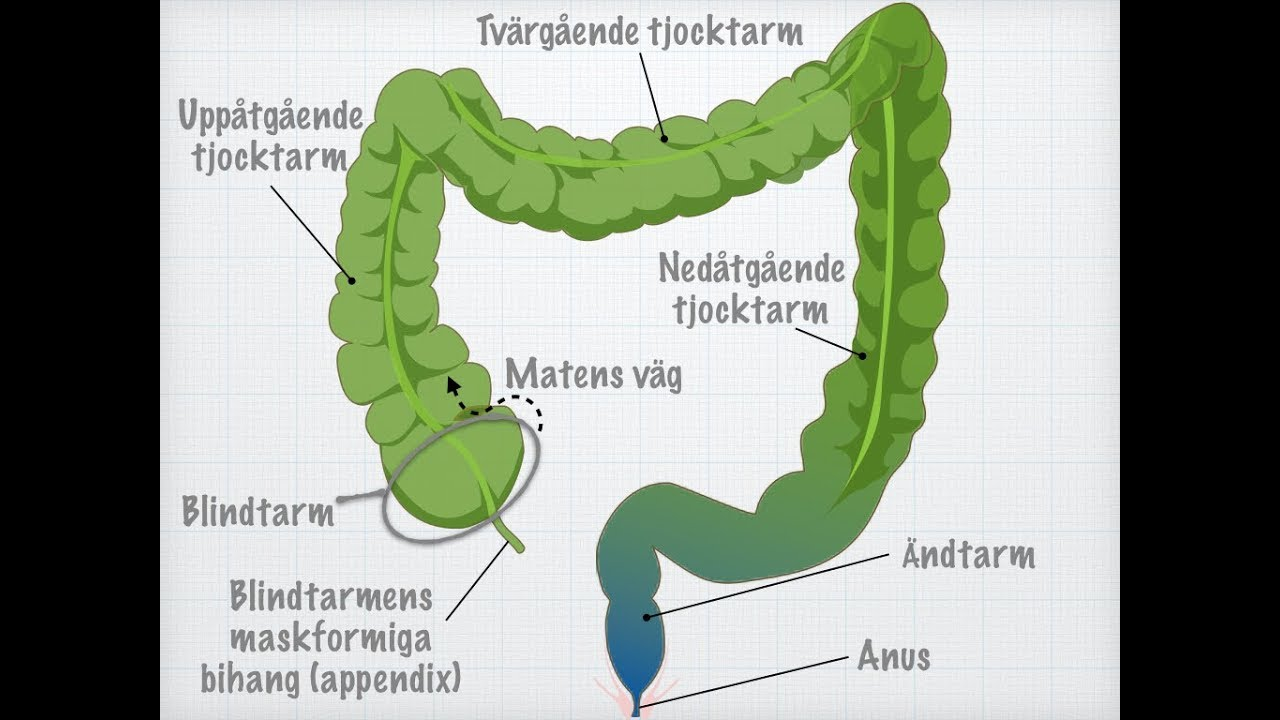 Tvärgående tjocktarm
Uppåtgående
tjocktarm
Nedåtgående
tjocktarm
Matens väg
Blindtarm
Ändtarm
Blindtarmens
maskformiga
bihang (appendix)
Anus